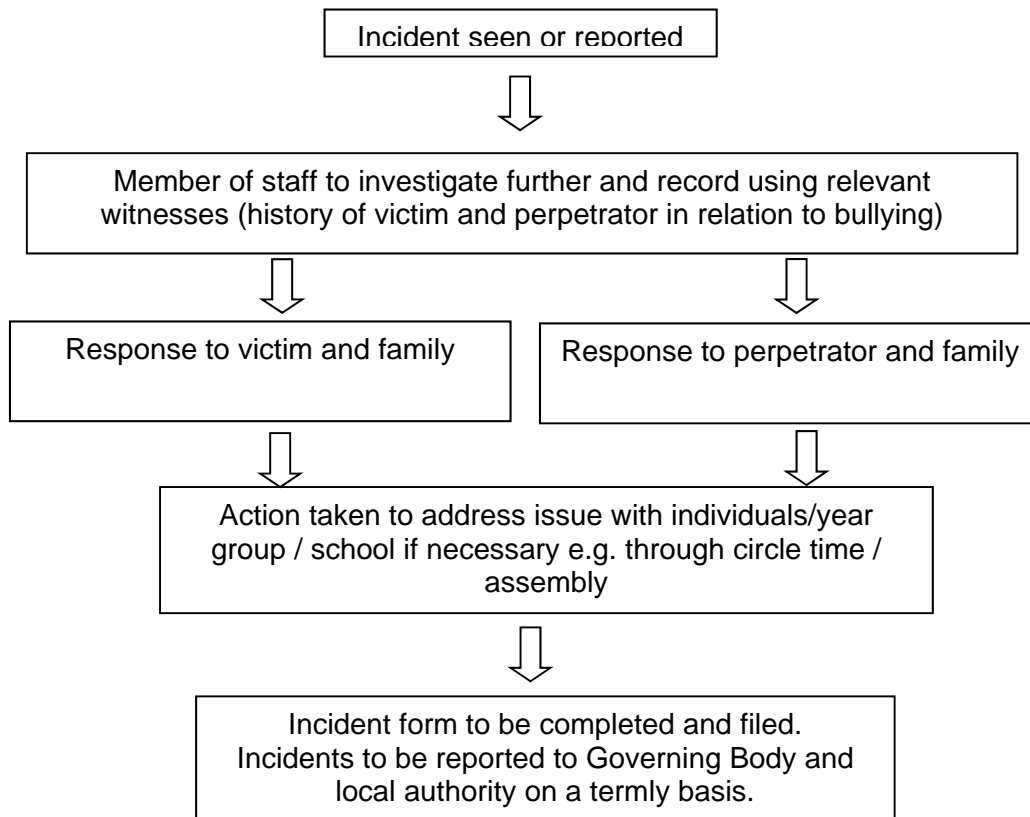 Incident seen or reported
Member of staff to investigate further and record using relevant
witnesses (history of victim and perpetrator in relation to bullying)
Response to victim and family
Response to perpetrator and family
Action taken to address issue with individuals/year
group / school if necessary e.g. through circle time /
assembly
Incident form to be completed and filed.
Incidents to be reported to Governing Body and
local authority on a termly basis.